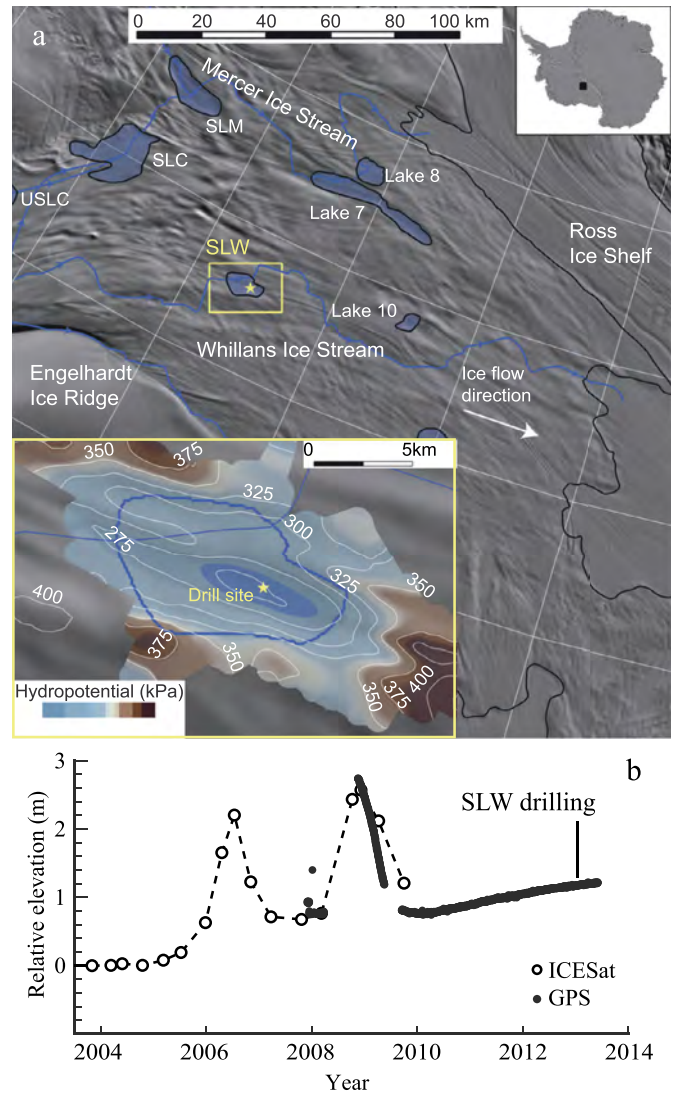 a
0 20 40 60 80 100 km
Mercer Ice Stream
SLM
SLC
USLC
Lake 8
Lake 7
Ross
Ice Shelf
SLW
Lake 10
Whillans Ice Stream
Engelhardt
Ice Ridge
Ice flow
direction
0 5km
350
375
325
300
275
325
350
400
Drill site
375
350
400
375
350
Hydropotential (kPa)
b
3
2
1
0
Relative elevation (m)
SLW drilling
ICESat
GPS
2004 2006 2008 2010 2012 2014
Year